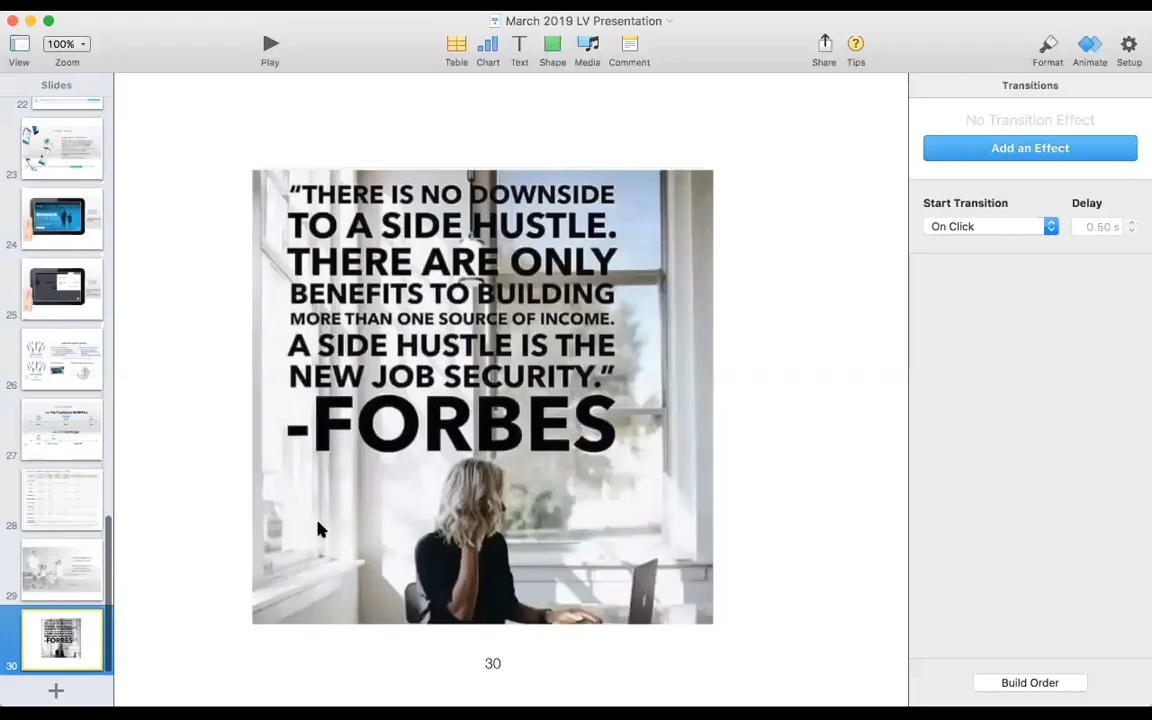 March 2019 LV Presentation
100%
View
Zoom
Play
Table
Chart
Text
Shape
Media
Comment
Share
Tips
Format
Animate
Setup
Slides
Transitions
22
23
24
25
26
27
28
29
30
No Transition Effect
Add an Effect
Start Transition
Delay
On Click
0.50 s
“THERE IS NO DOWNSIDE
TO A SIDE HUSTLE.
THERE ARE ONLY
BENEFITS TO BUILDING
MORE THAN ONE SOURCE OF INCOME.
A SIDE HUSTLE IS THE
NEW JOB SECURITY.”
-FORBES
30
Build Order